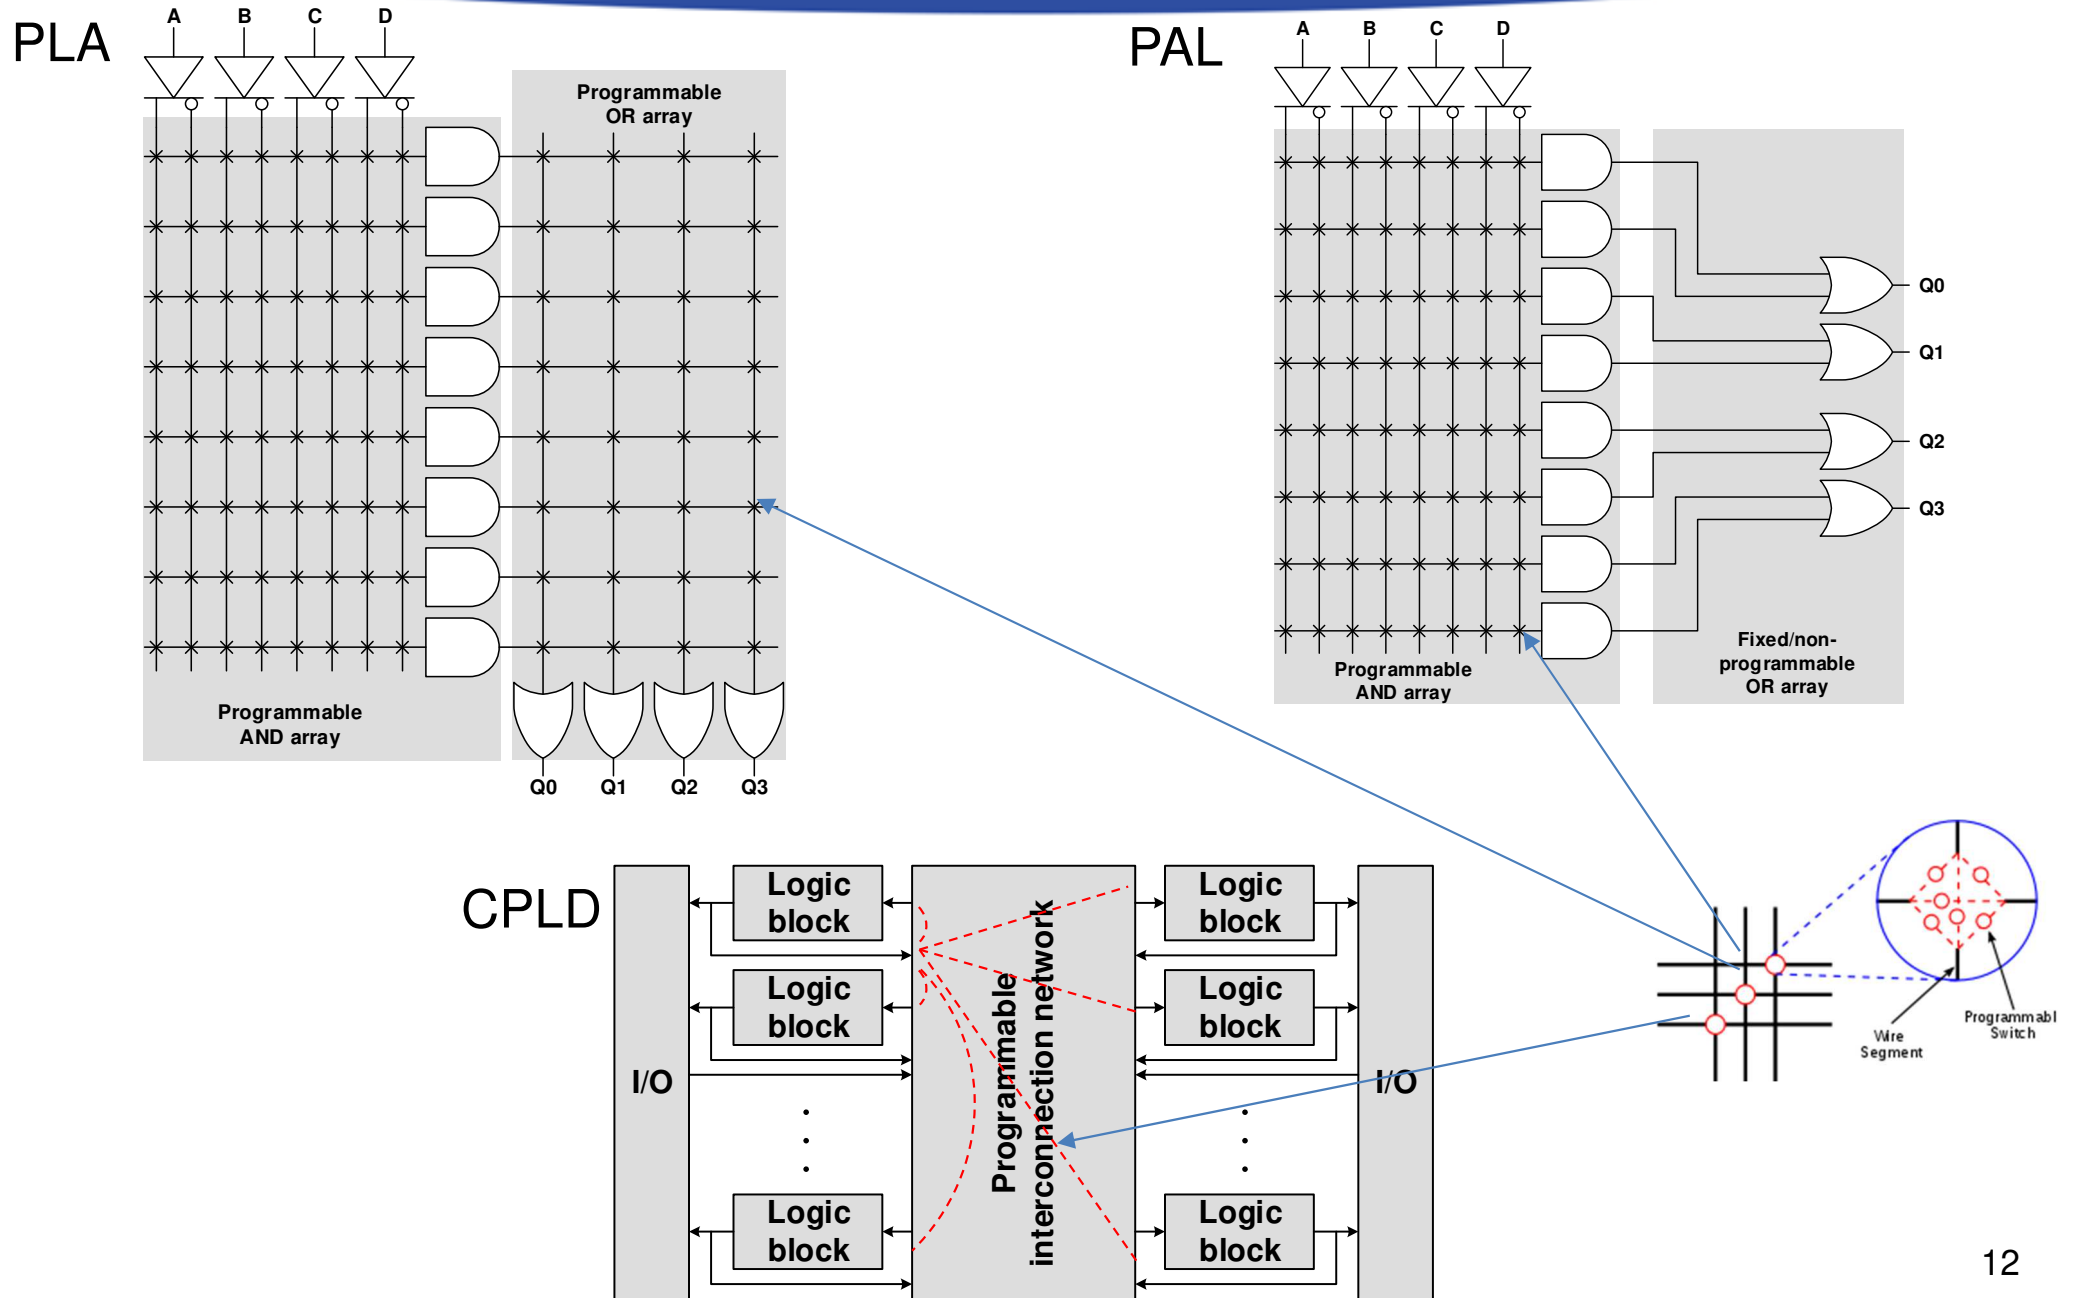 PLA
A B C D
Programmable
OR array
Programmable
AND array
Q0 Q1 Q2 Q3
PAL
A B C D
Q0
Q1
Q2
Q3
Programmable
AND array
Fixed/non-
programmable
OR array
CPLD
I/O
Logic
block
Logic
block
Logic
block
Programmable
interconnection network
Logic
block
Logic
block
Logic
block
I/O
Wire
Segment
Programmabl
Switch
12